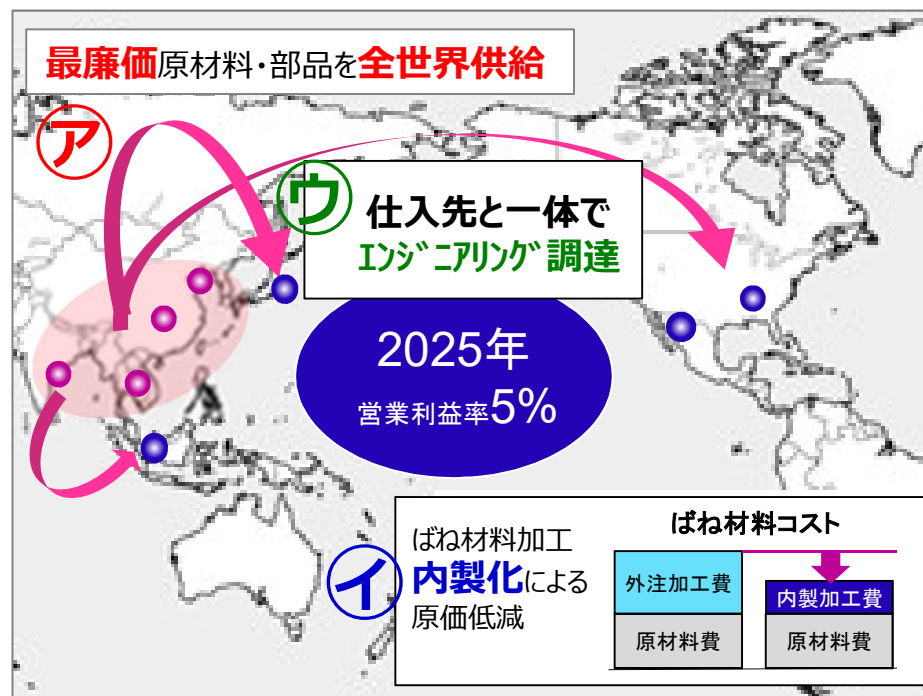 最廉価原材料・部品を全世界供給
ア
ウ
仕入先と一体で
ｴﾝｼﾞﾆｱﾘﾝｸﾞ調達
2025年
営業利益率5%
イ
ばね材料加工
内製化による
原価低減
ばね材料コスト
外注加工費
原材料費
内製加工費
原材料費